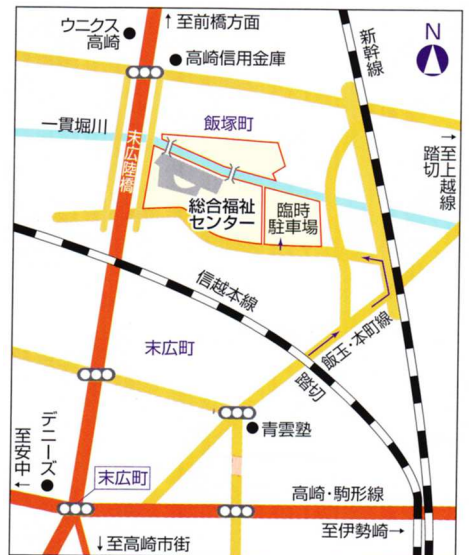 ↑至前橋方面
ウニクス
高崎
高崎信用金庫
新幹線
N
一貫堀川
飯塚町
末広陸橋
→至上越線
踏切
総合福祉
センター
臨時
駐車場
信越本線
末広町
飯玉・本町線
踏切
青雲塾
デニーズ
至安中
←
末広町
高崎・駒形線
至伊勢崎→
↓至高崎市街